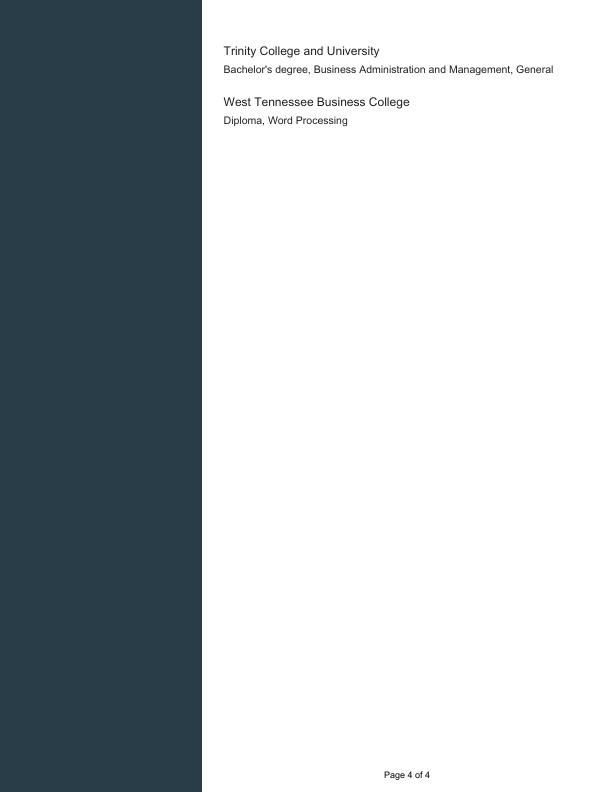 Trinity College and University
Bachelor's degree, Business Administration and Management, General
West Tennessee Business College
Diploma, Word Processing
Page 4 of 4